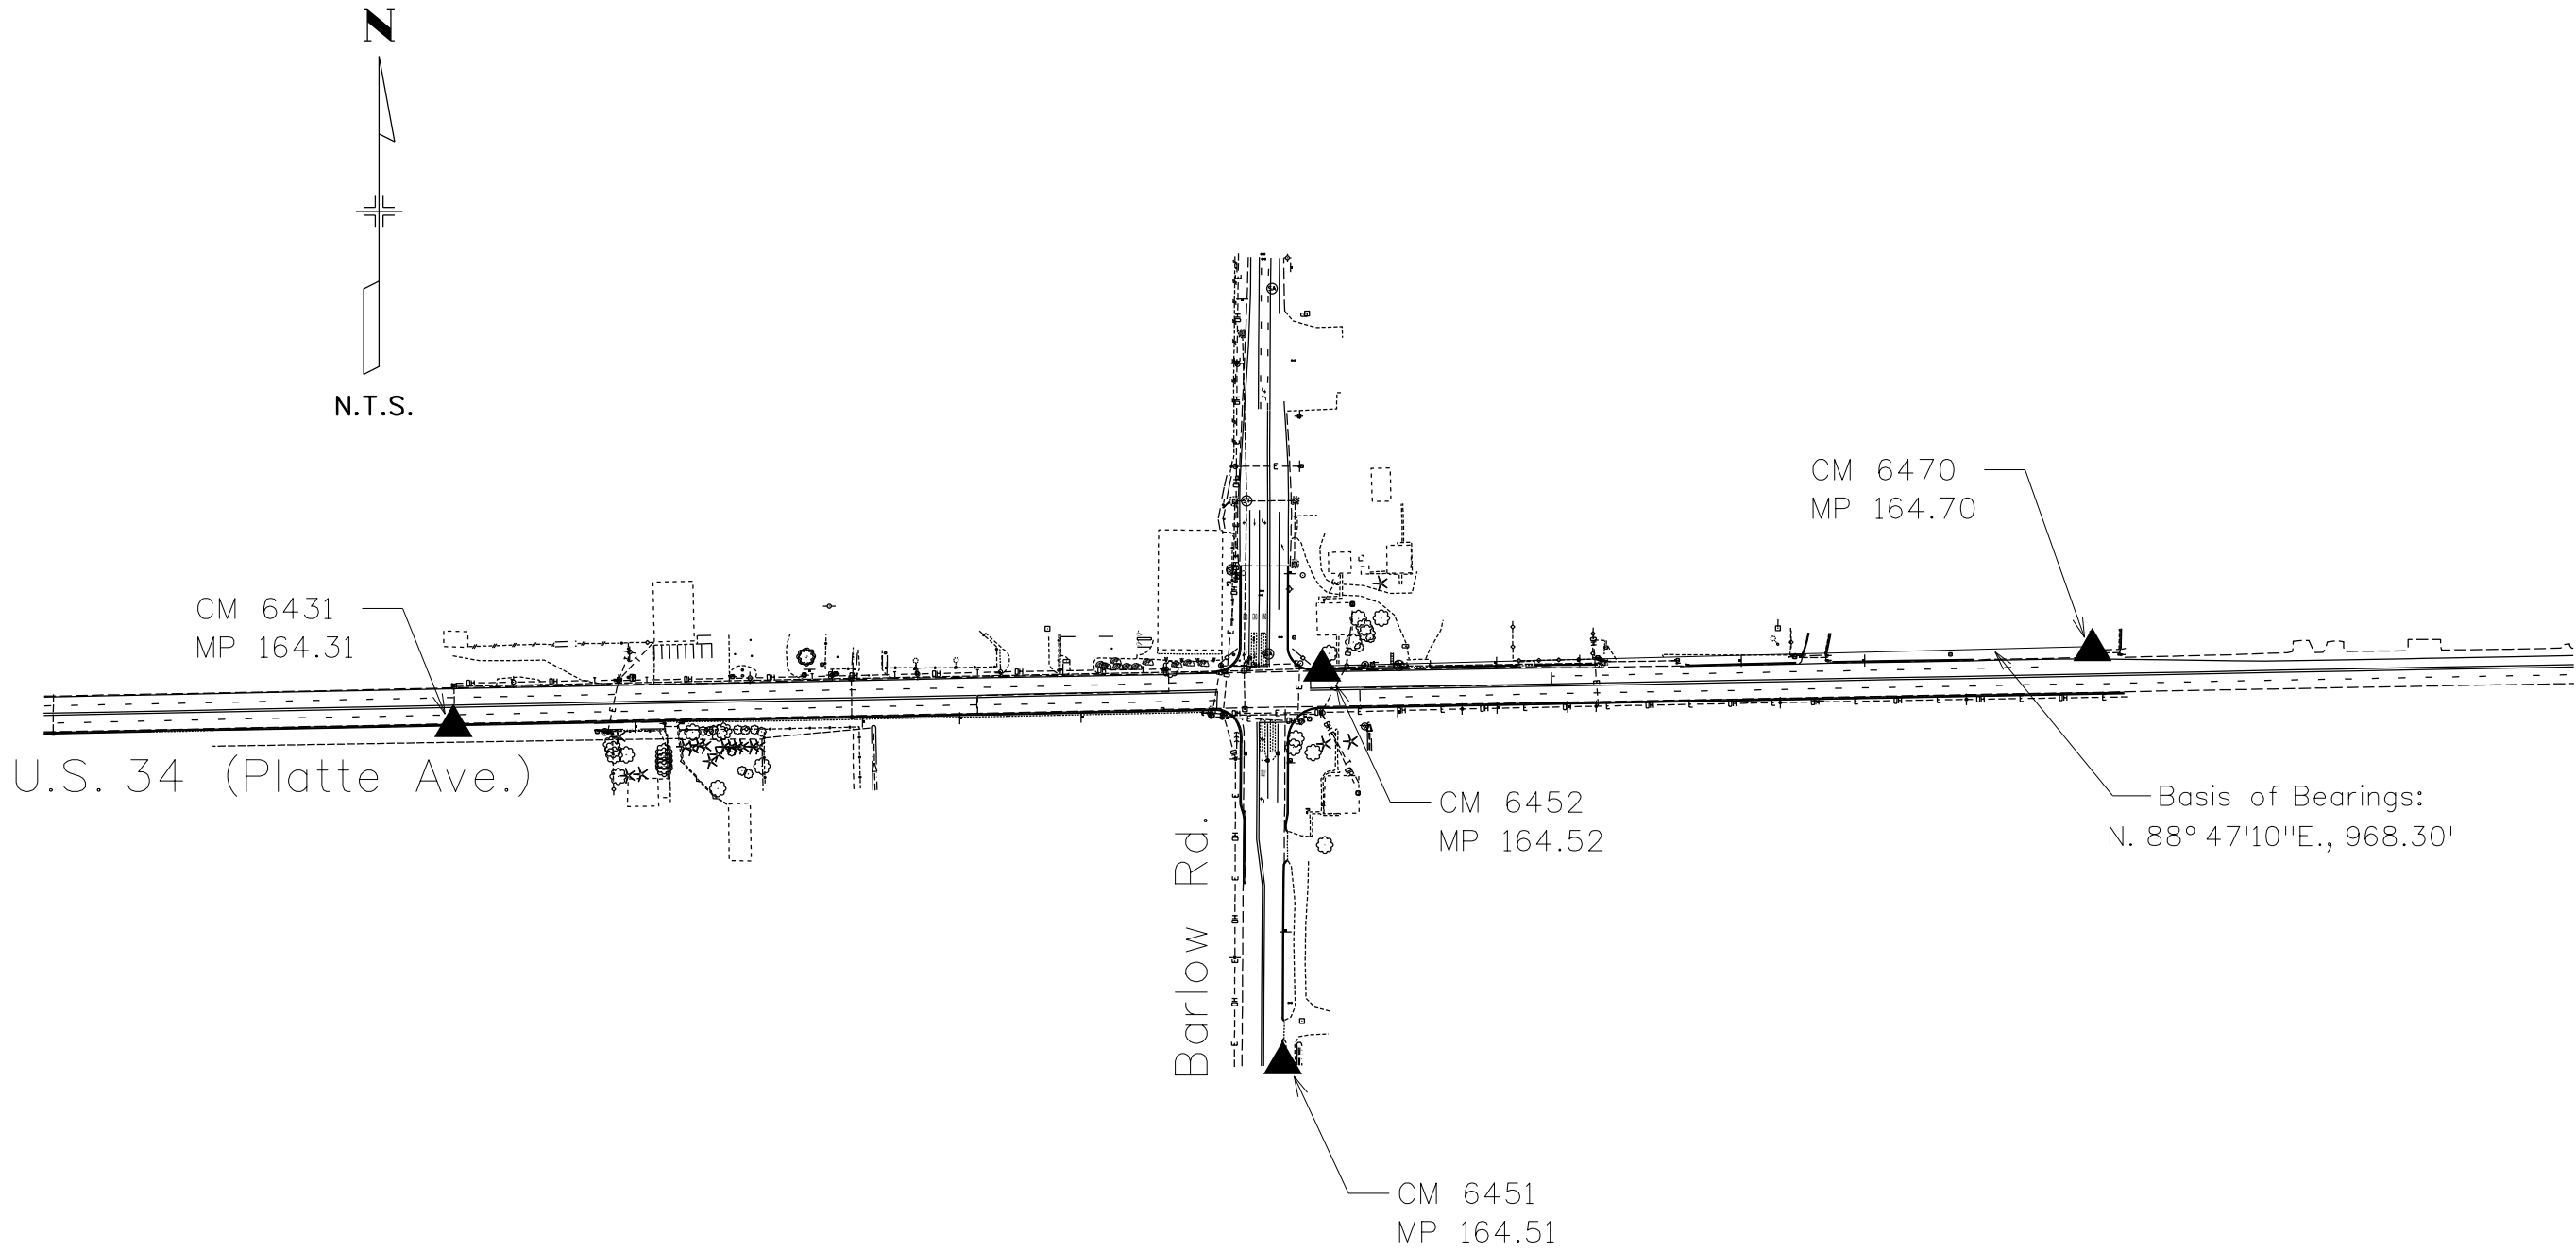 N
N.T.S.
CM 6470
MP 164.70
CM 6431
MP 164.31
U.S. 34 (Platte Ave.)
CM 6452
MP 164.52
Basis of Bearings:
N. 88° 47'10"E., 968.30'
Barlow Rd.
CM 6451
MP 164.51